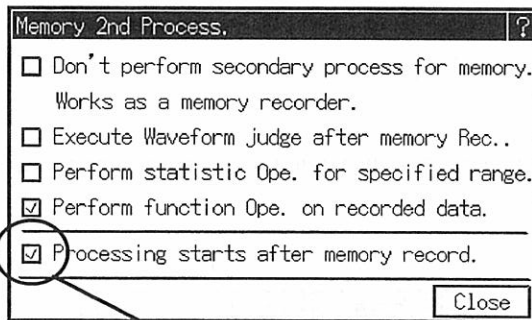 Memory 2nd Process. ?
Don't perform secondary process for memory.
Works as a memory recorder.
Execute Waveform judge after memory Rec..
Perform statistic Ope. for specified range.
Perform function Ope. on recorded data.
Processing starts after memory record.
Close